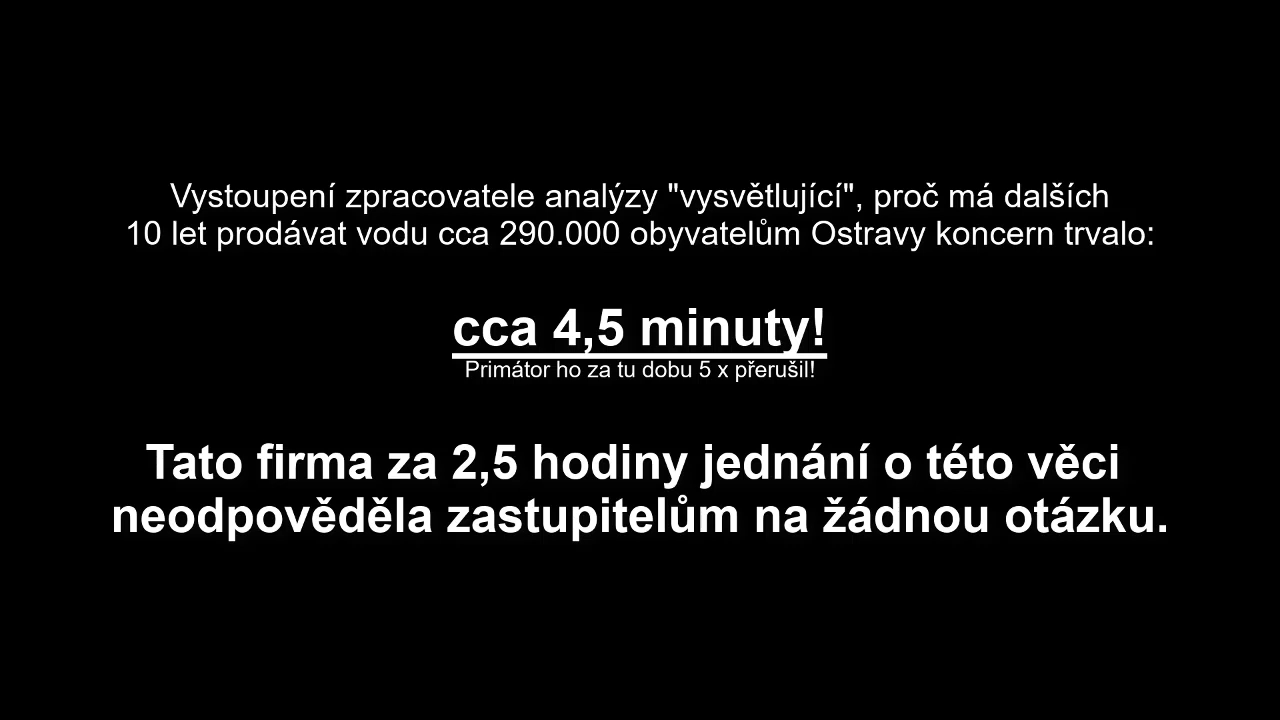 Vystoupení zpracovatele analýzy "vysvětlující", proč má dalších
10 let prodávat vodu cca 290.000 obyvatelům Ostravy koncern trvalo:
cca 4,5 minuty!
Primátor ho za tu dobu 5 x přerušil!
Tato firma za 2,5 hodiny jednání o této věci
neodpověděla zastupitelům na žádnou otázku.